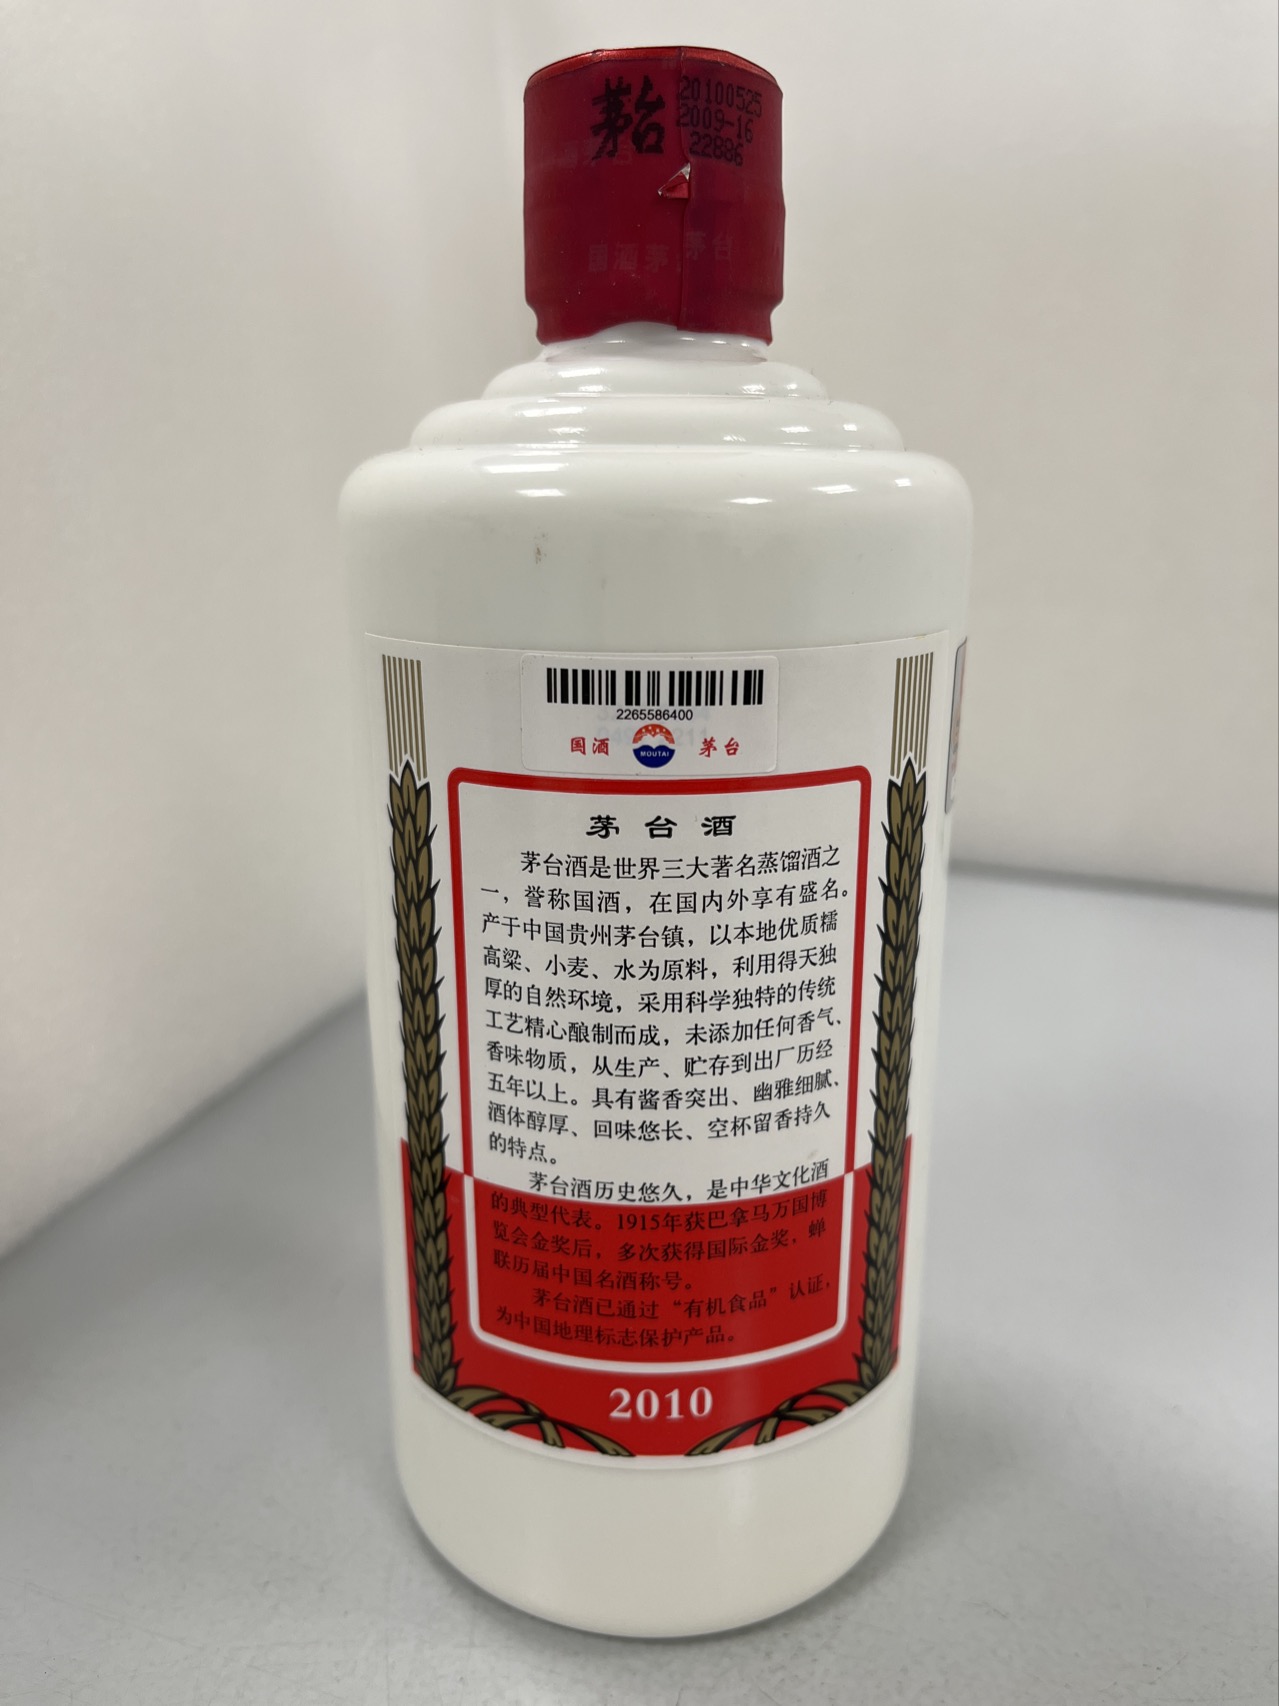 茅台
20100525
2009-16
22886
国酒茅 茅台
2265586400
国酒 MOUTAI 茅台
茅台酒
茅台酒是世界三大著名蒸馏酒之
一，誉称国酒，在国内外享有盛名。
产于中国贵州茅台镇，以本地优质糯
高粱、小麦、水为原料，利用得天独
厚的自然环境，采用科学独特的传统
工艺精心酿制而成，未添加任何香气、
香味物质，从生产、贮存到出厂历经
五年以上。具有酱香突出、幽雅细腻、
酒体醇厚、回味悠长、空杯留香持久
的特点。
茅台酒历史悠久，是中华文化酒
的典型代表。1915年获巴拿马万国博
览会金奖后，多次获得国际金奖，蝉
联历届中国名酒称号。
茅台酒已通过“有机食品”认证，
为中国地理标志保护产品。
2010